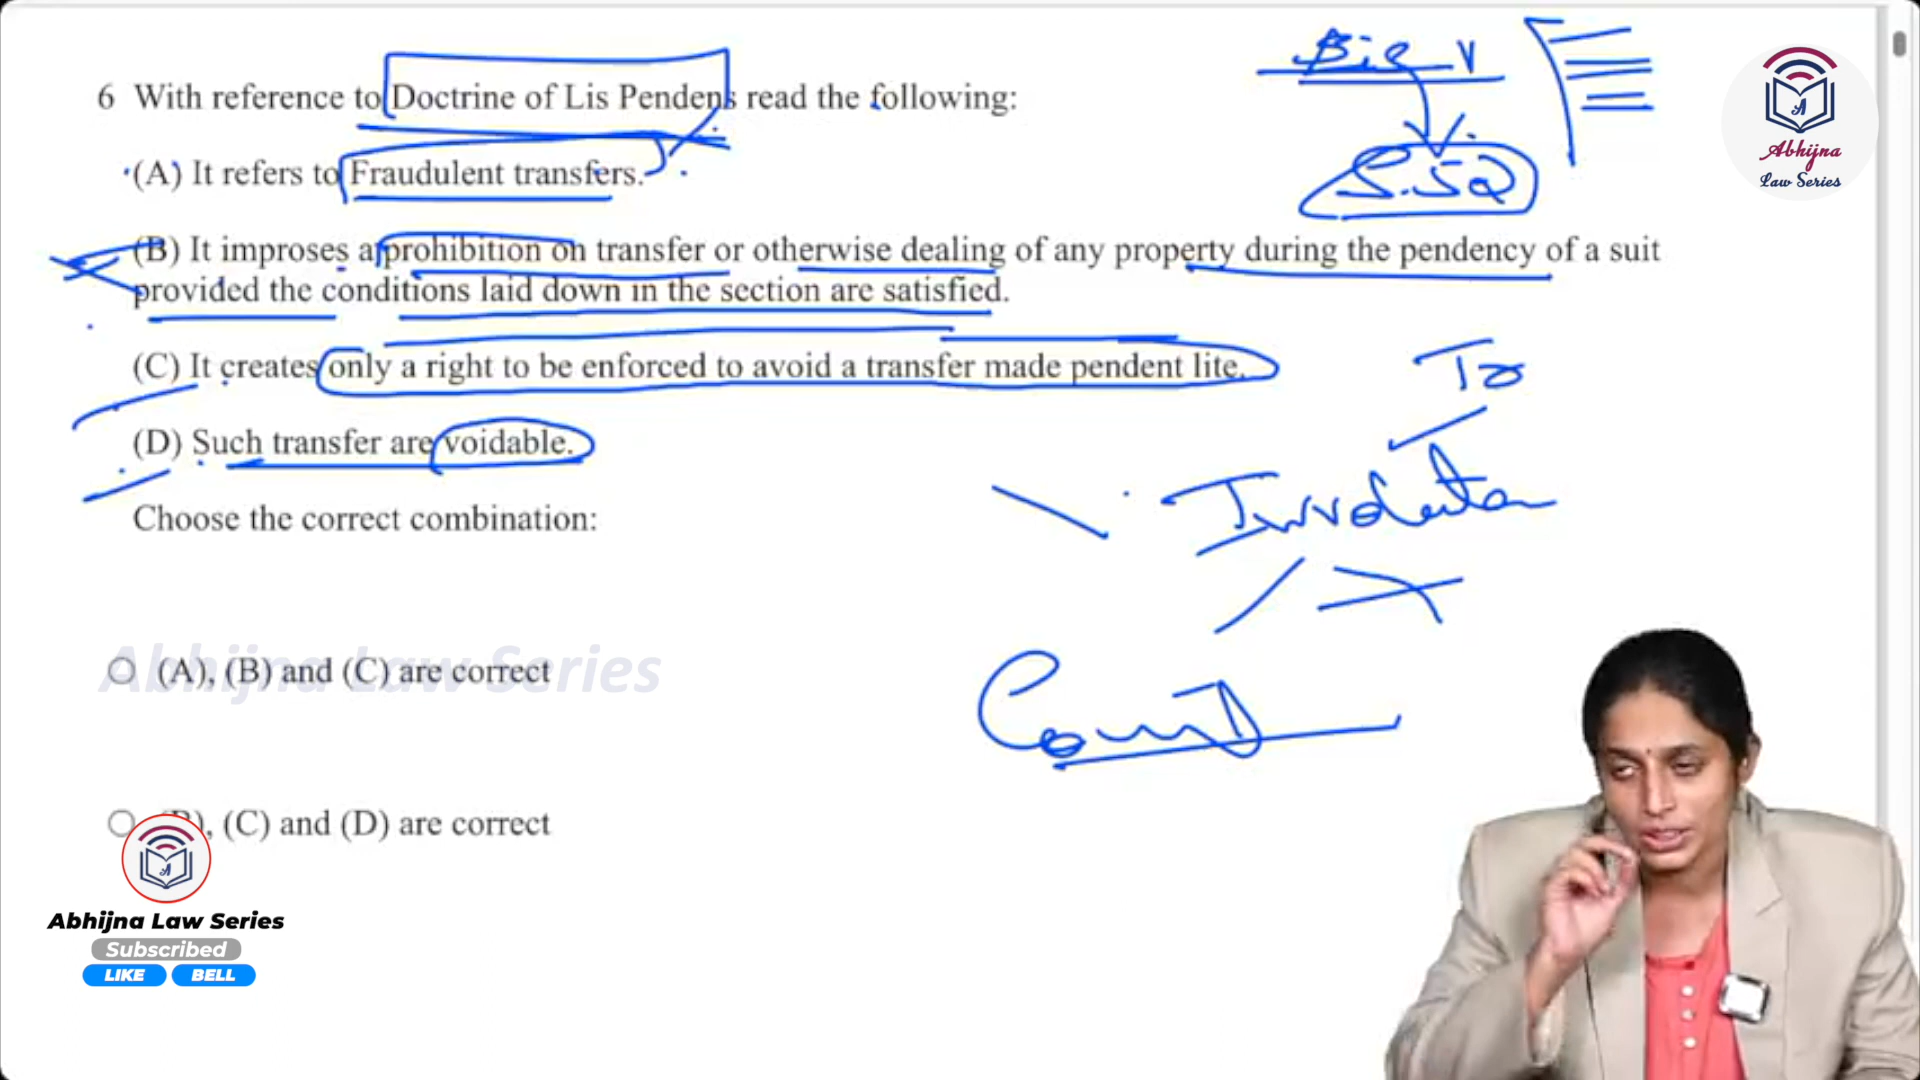 6 With reference to Doctrine of Lis Pendens read the following:
(A) It refers to Fraudulent transfers.
(B) It improses a prohibition on transfer or otherwise dealing of any property during the pendency of a suit
provided the conditions laid down in the section are satisfied.
(C) It creates only a right to be enforced to avoid a transfer made pendent lite.
(D) Such transfer are voidable.
Choose the correct combination:
(A), (B) and (C) are correct
(C) and (D) are correct
S.52
To
Court
Abhijna
Law Series
Abhijna Law Series
Abhijna Law Series
Subscribed
LIKE BELL